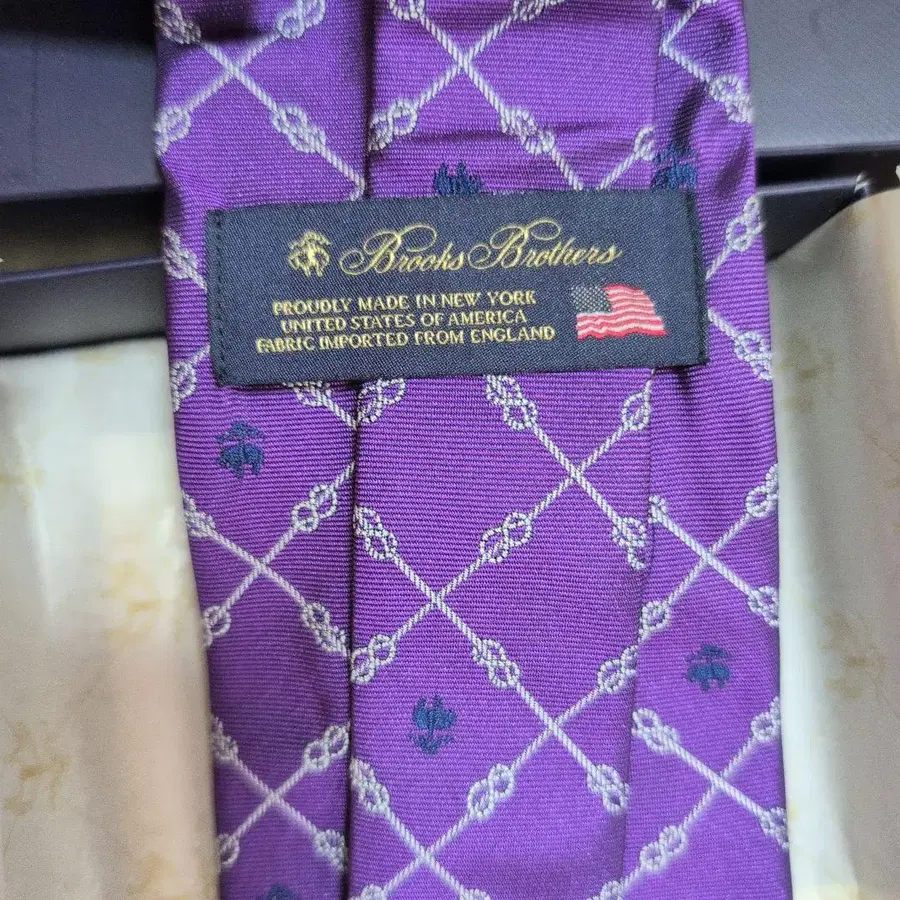 Brooks Brothers
PROUDLY MADE IN NEW YORK
UNITED STATES OF AMERICA
FABRIC IMPORTED FROM ENGLAND